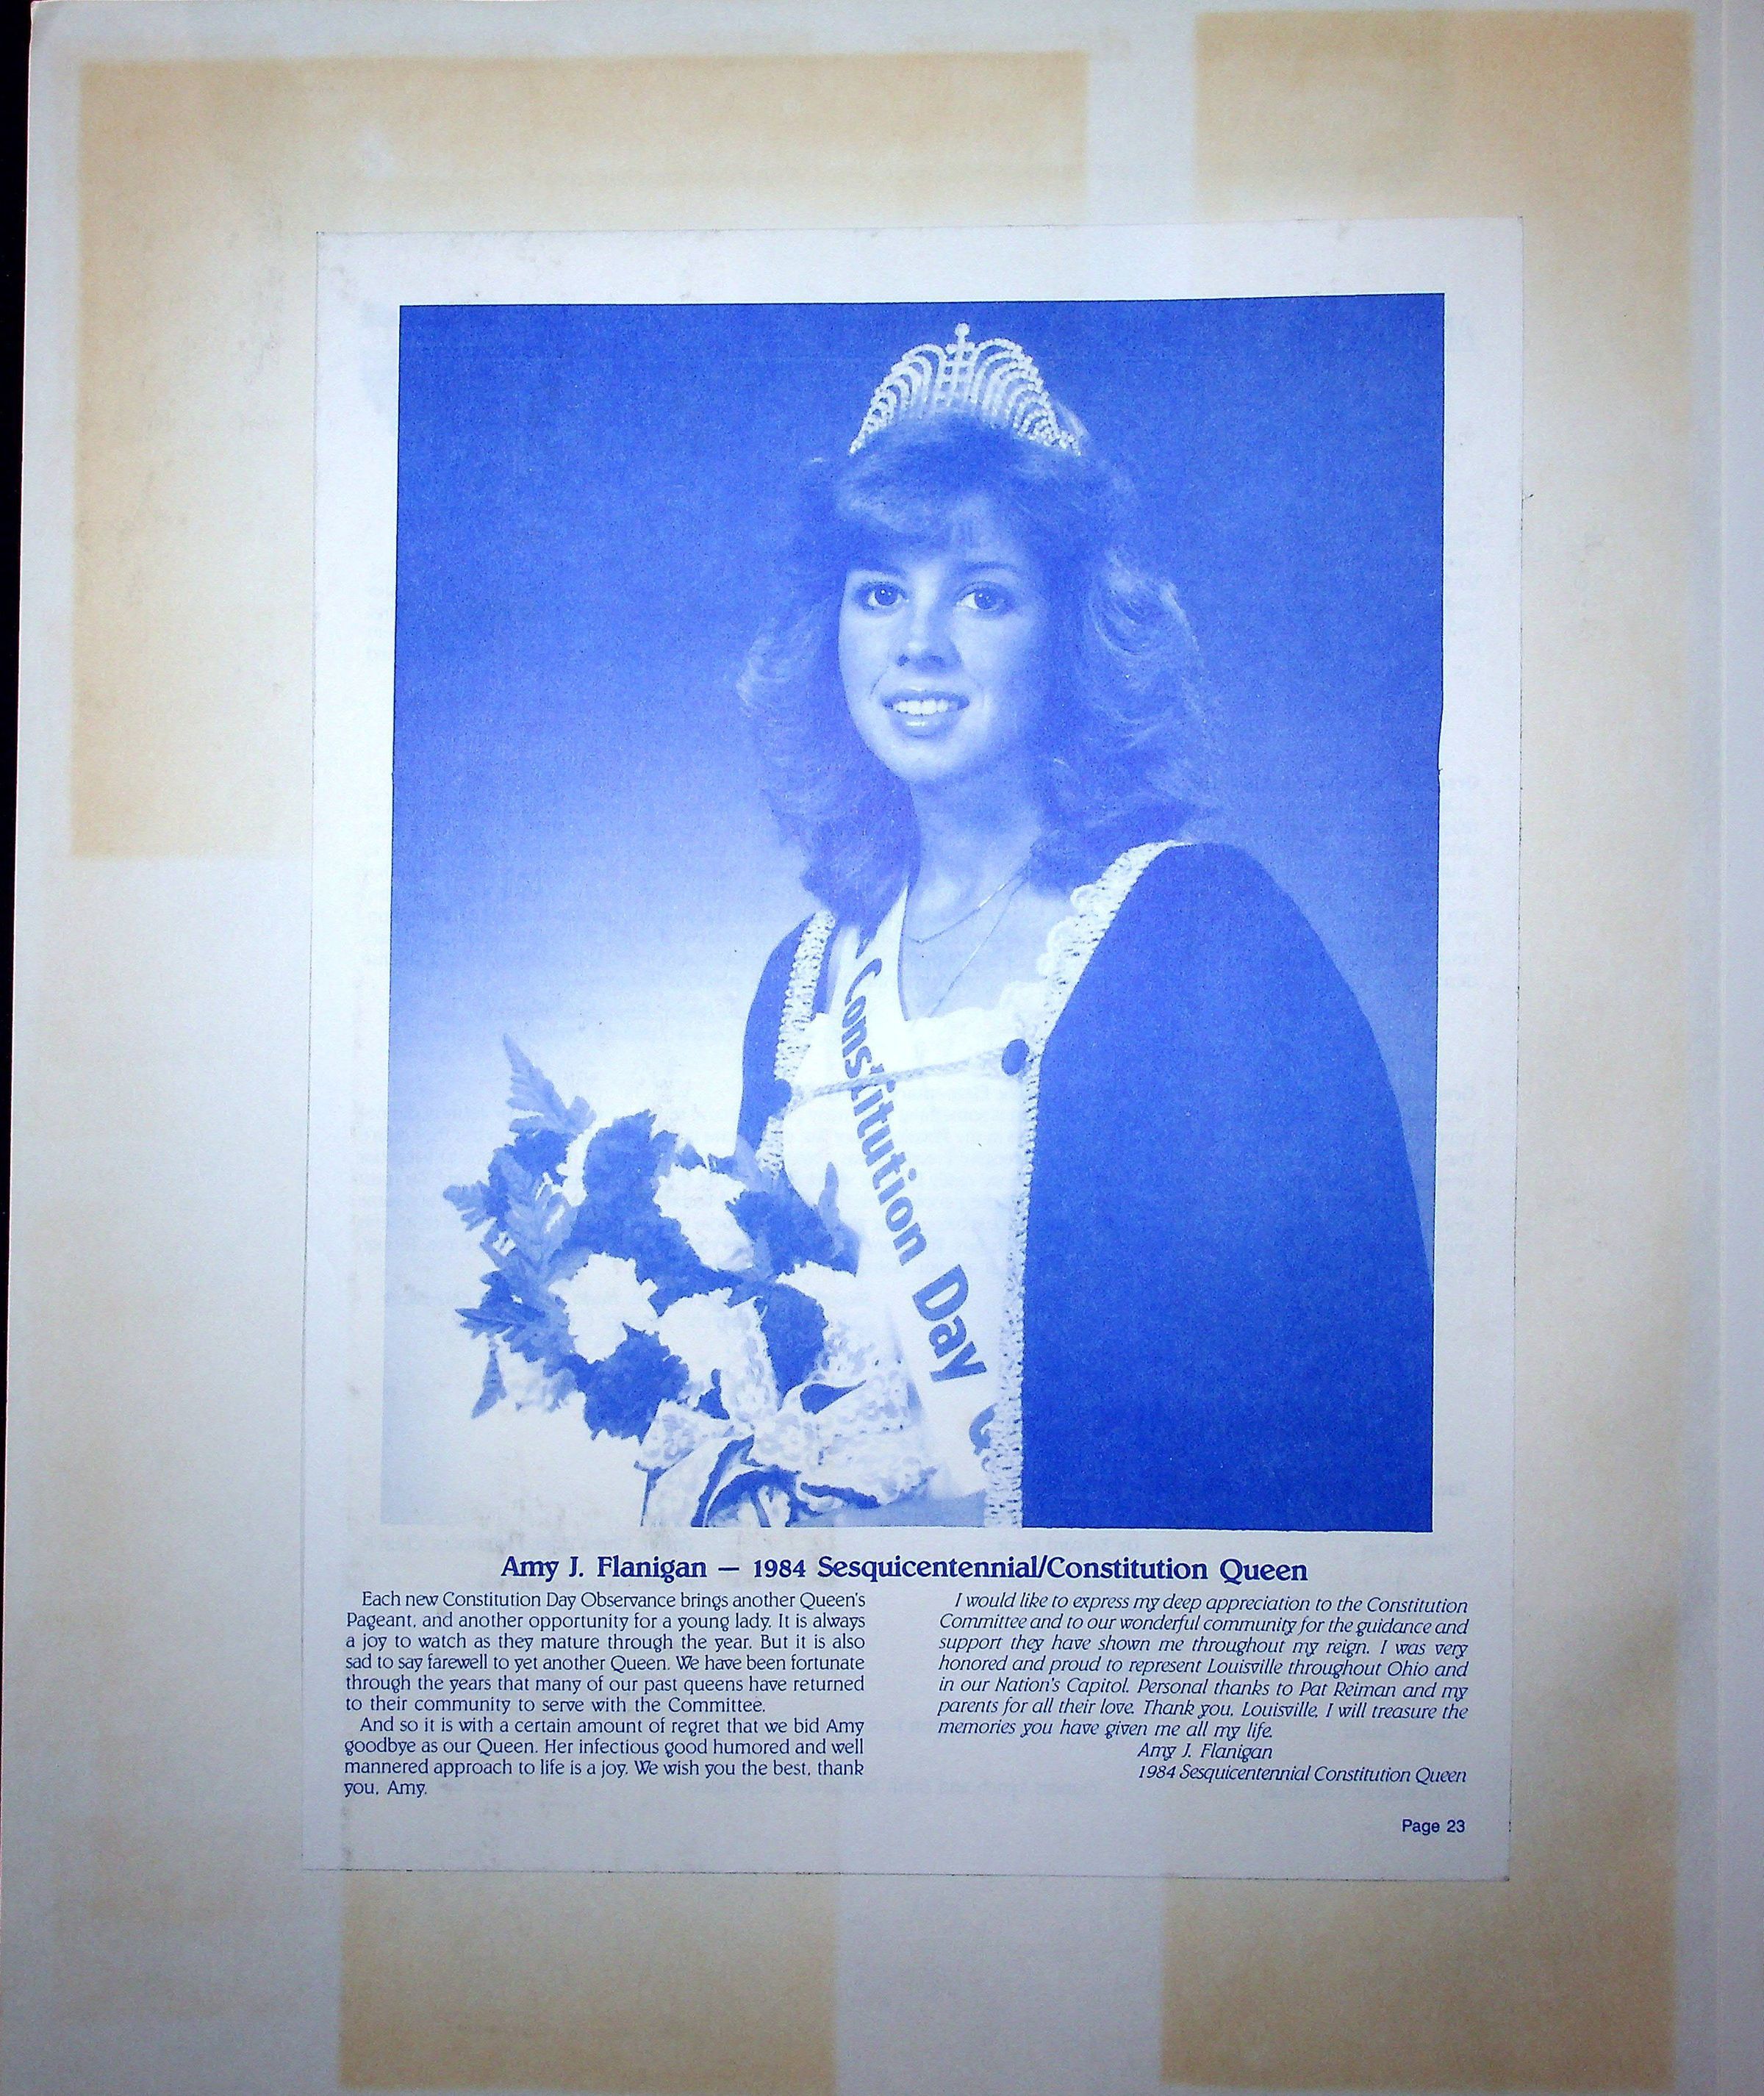 Constitution Day
Amy J. Flanigan — 1984 Sesquicentennial/Constitution Queen
Each new Constitution Day Observance brings another Queen's
Pageant, and another opportunity for a young lady. It is always
a joy to watch as they mature through the year. But it is also
sad to say farewell to yet another Queen. We have been fortunate
through the years that many of our past queens have returned
to their community to serve with the Committee.
And so it is with a certain amount of regret that we bid Amy
goodbye as our Queen. Her infectious good humored and well
mannered approach to life is a joy. We wish you the best, thank
you, Amy.
I would like to express my deep appreciation to the Constitution
Committee and to our wonderful community for the guidance and
support they have shown me throughout my reign. I was very
honored and proud to represent Louisville throughout Ohio and
in our Nation's Capitol. Personal thanks to Pat Reiman and my
parents for all their love. Thank you, Louisville, I will treasure the
memories you have given me all my life.
Amy J. Flanigan
1984 Sesquicentennial Constitution Queen
Page 23